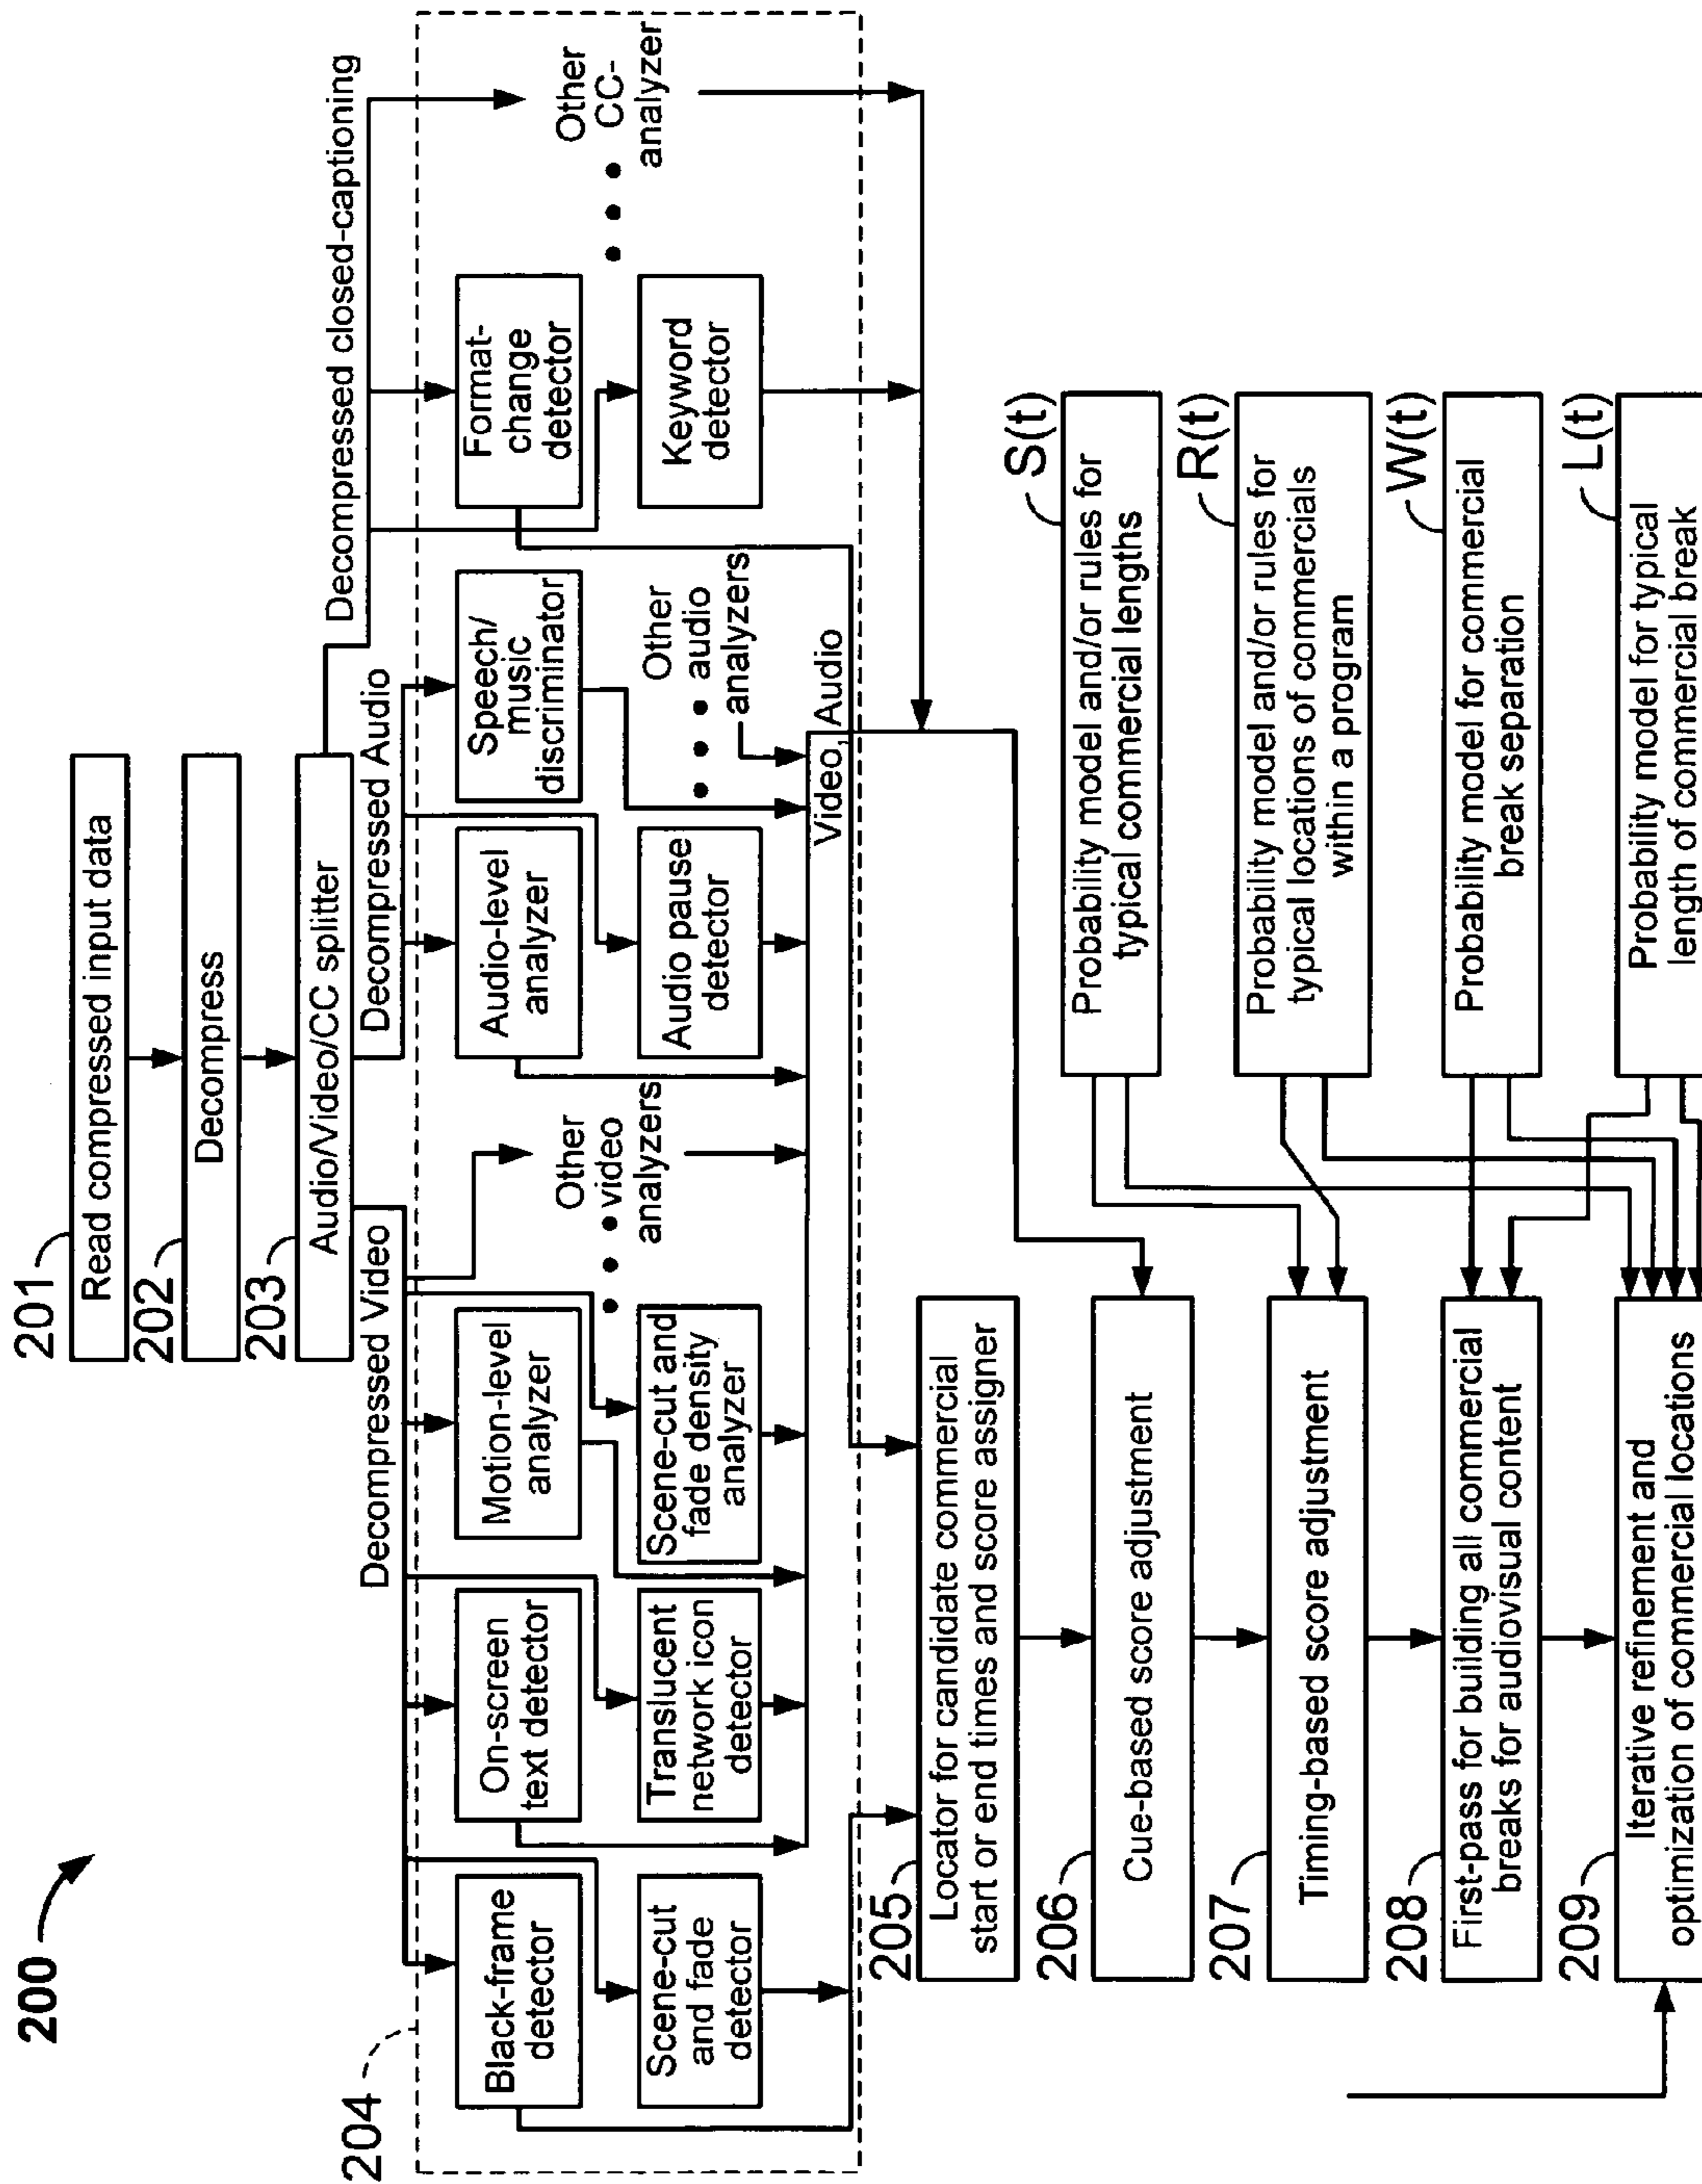 200
201
Read compressed input data
202
Decompress
203
Audio/Video/CC splitter
Decompressed Video
Decompressed Audio
Decompressed closed-captioning
204
Black-frame
detector
On-screen
text detector
Motion-level
analyzer
Other
• • • video
analyzers
Audio-level
analyzer
Speech/
music
discriminator
Format-
change
detector
Other
• • • CC-
analyzer
Scene-cut
and fade
detector
Translucent
network icon
detector
Scene-cut and
fade density
analyzer
Audio pause
detector
Other
• • • audio
analyzers
Keyword
detector
Video, Audio
205
Locator for candidate commercial
start or end times and score assigner
206
Cue-based score adjustment
S(t)
Probability model and/or rules for
typical commercial lengths
207
Timing-based score adjustment
R(t)
Probability model and/or rules for
typical locations of commercials
within a program
208
First-pass for building all commercial
breaks for audiovisual content
W(t)
Probability model for commercial
break separation
209
Iterative refinement and
optimization of commercial locations
L(t)
Probability model for typical
length of commercial break